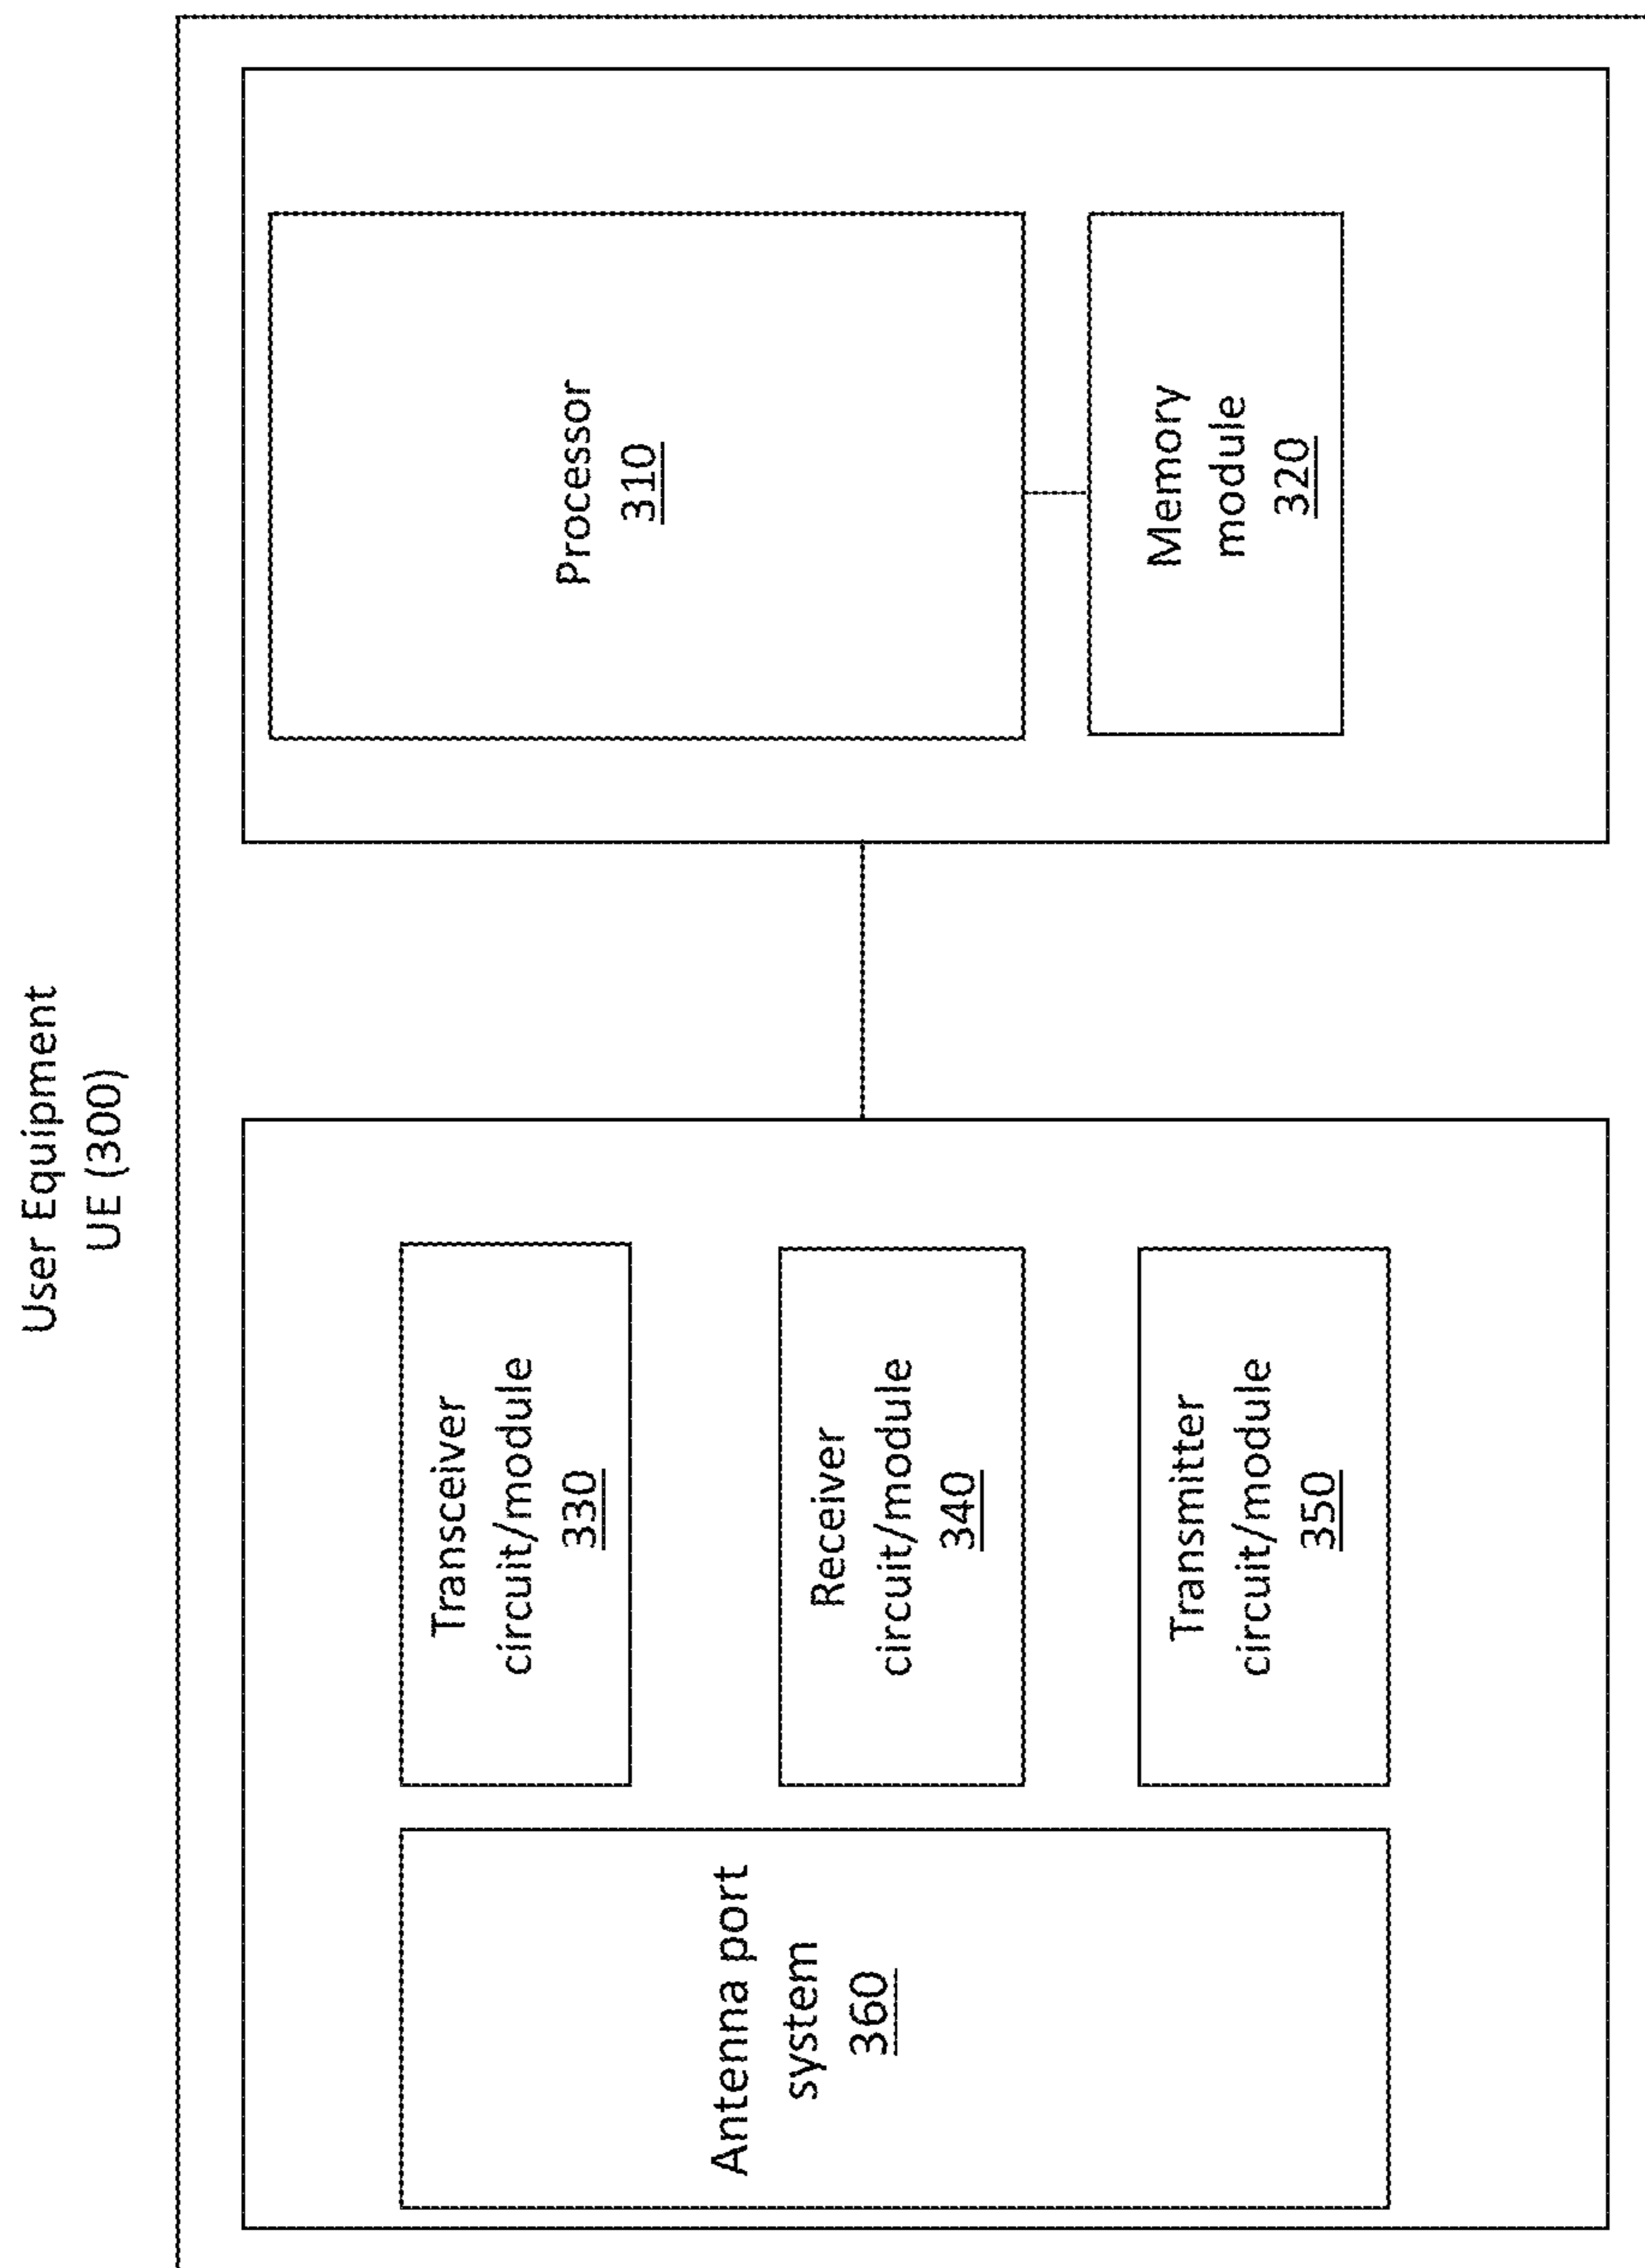 User Equipment
UE (300)
Antenna port
system
360
Transceiver
circuit/module
330
Receiver
circuit/module
340
Transmitter
circuit/module
350
Processor
310
Memory
module
320